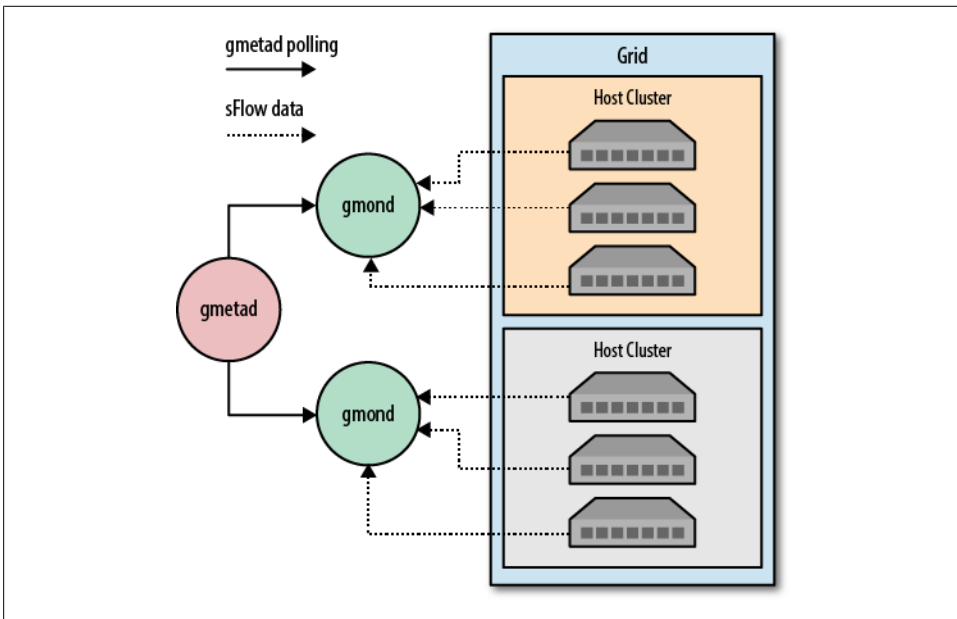 gmetad polling
sFlow data
gmetad
gmond
gmond
Grid
Host Cluster
Host Cluster